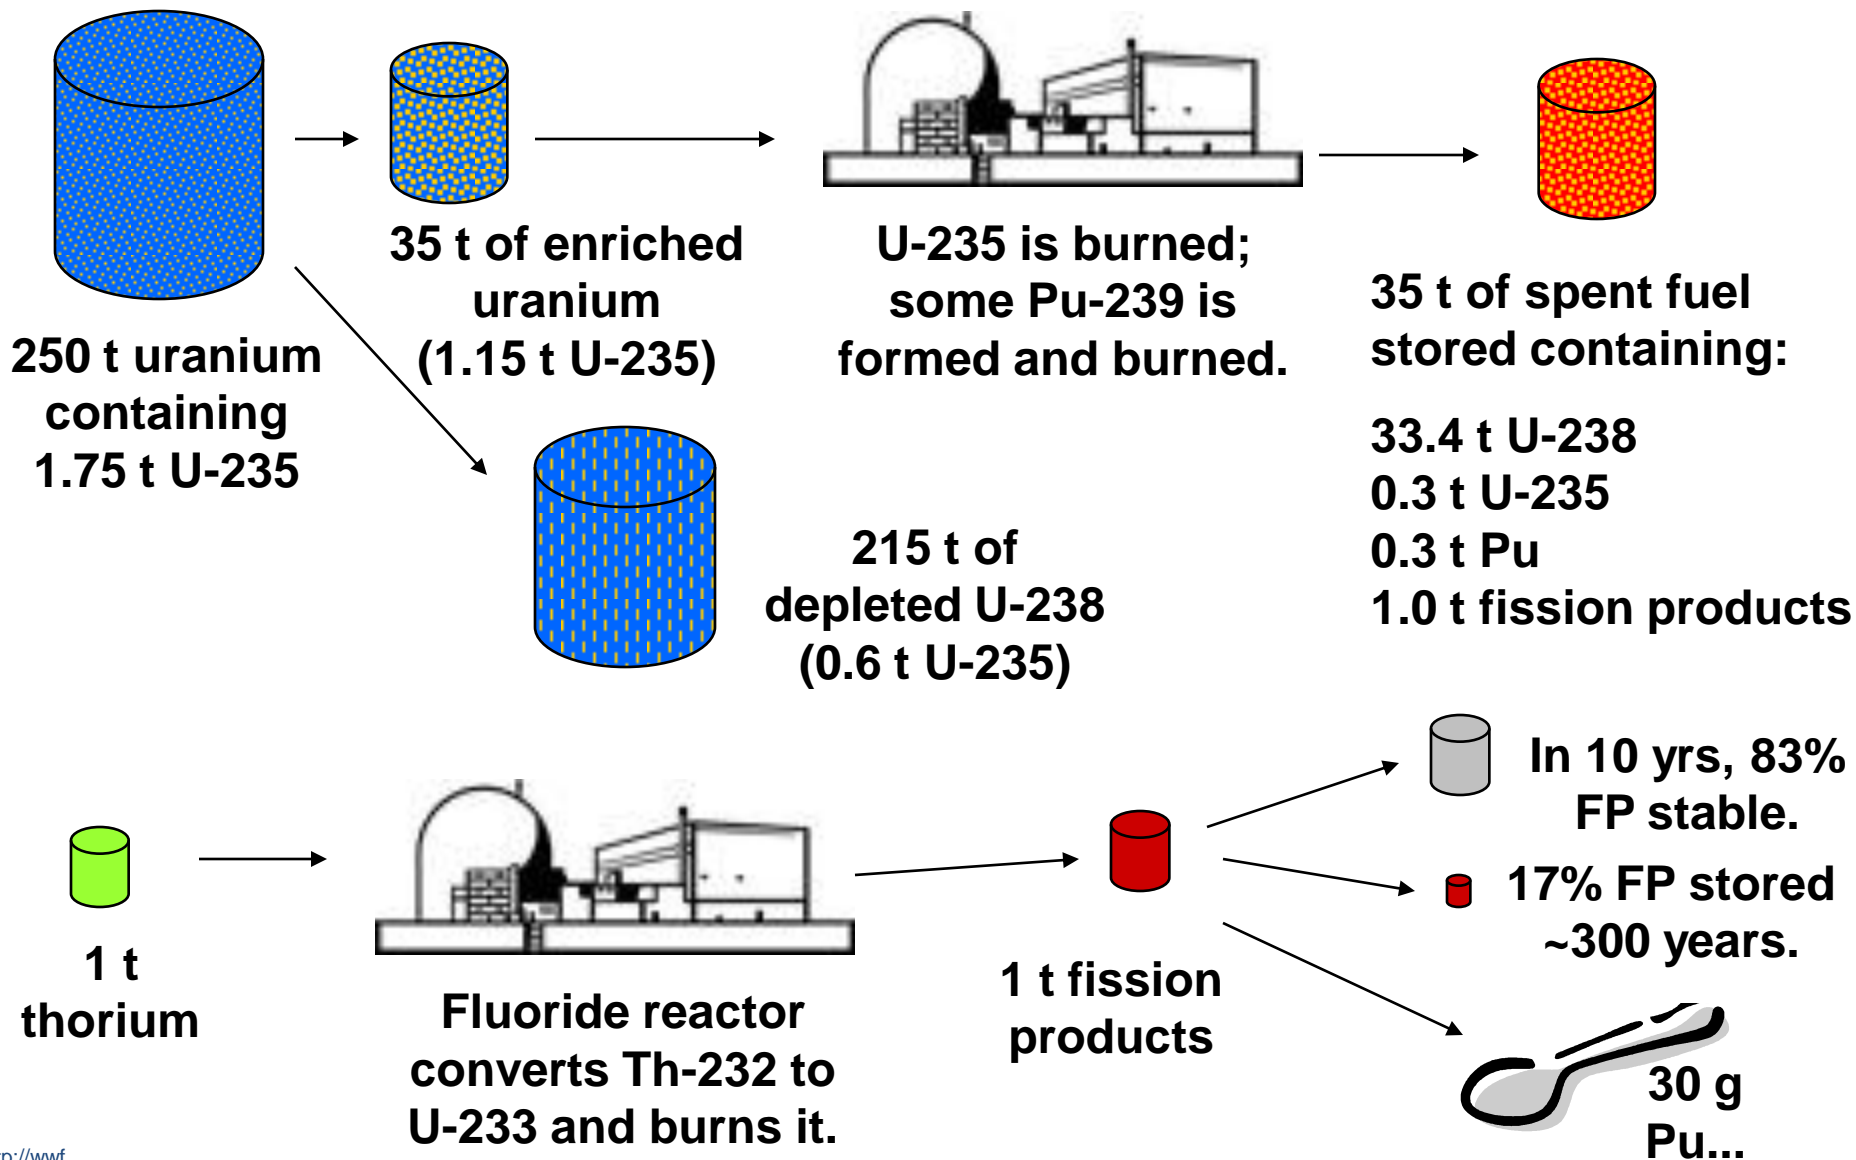 250 t uranium
containing
1.75 t U-235
35 t of enriched
uranium
(1.15 t U-235)
215 t of
depleted U-238
(0.6 t U-235)
U-235 is burned;
some Pu-239 is
formed and burned.
35 t of spent fuel
stored containing:
33.4 t U-238
0.3 t U-235
0.3 t Pu
1.0 t fission products
1 t
thorium
Fluoride reactor
converts Th-232 to
U-233 and burns it.
1 t fission
products
In 10 yrs, 83%
FP stable.
17% FP stored
~300 years.
30 g
Pu...